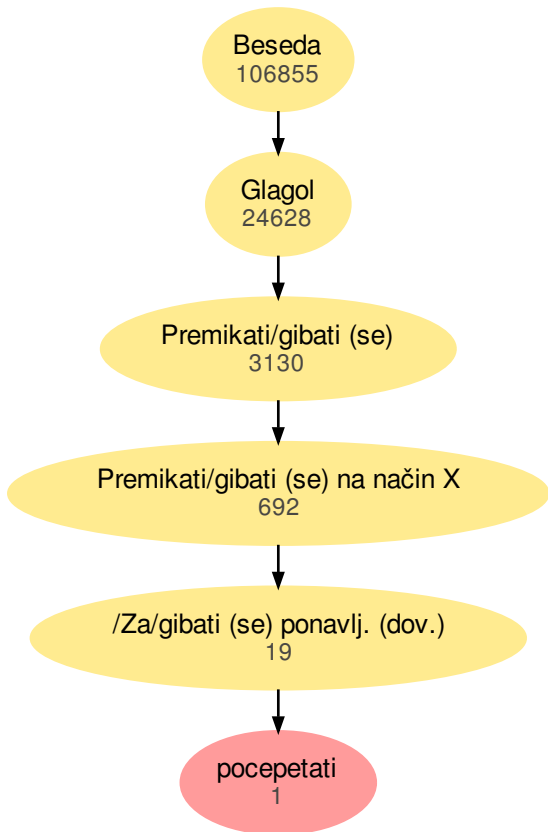 Beseda
106855
Glagol
24628
Premikati/gibati (se)
3130
Premikati/gibati (se) na način X
692
/Za/gibati (se) ponavlj. (dov.)
19
pocepetati
1